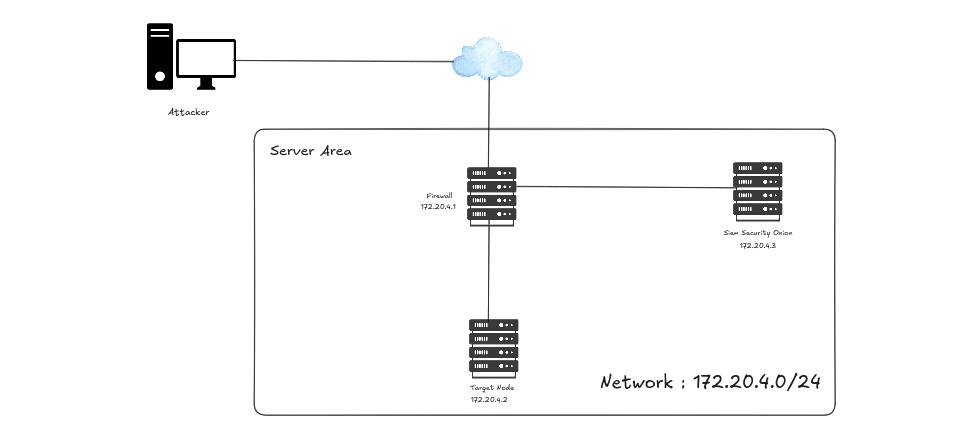 Attacker
Server Area
Firewall
172.20.4.1
Siem Security Onion
172.20.4.3
Target Node
172.20.4.2
Network : 172.20.4.0/24